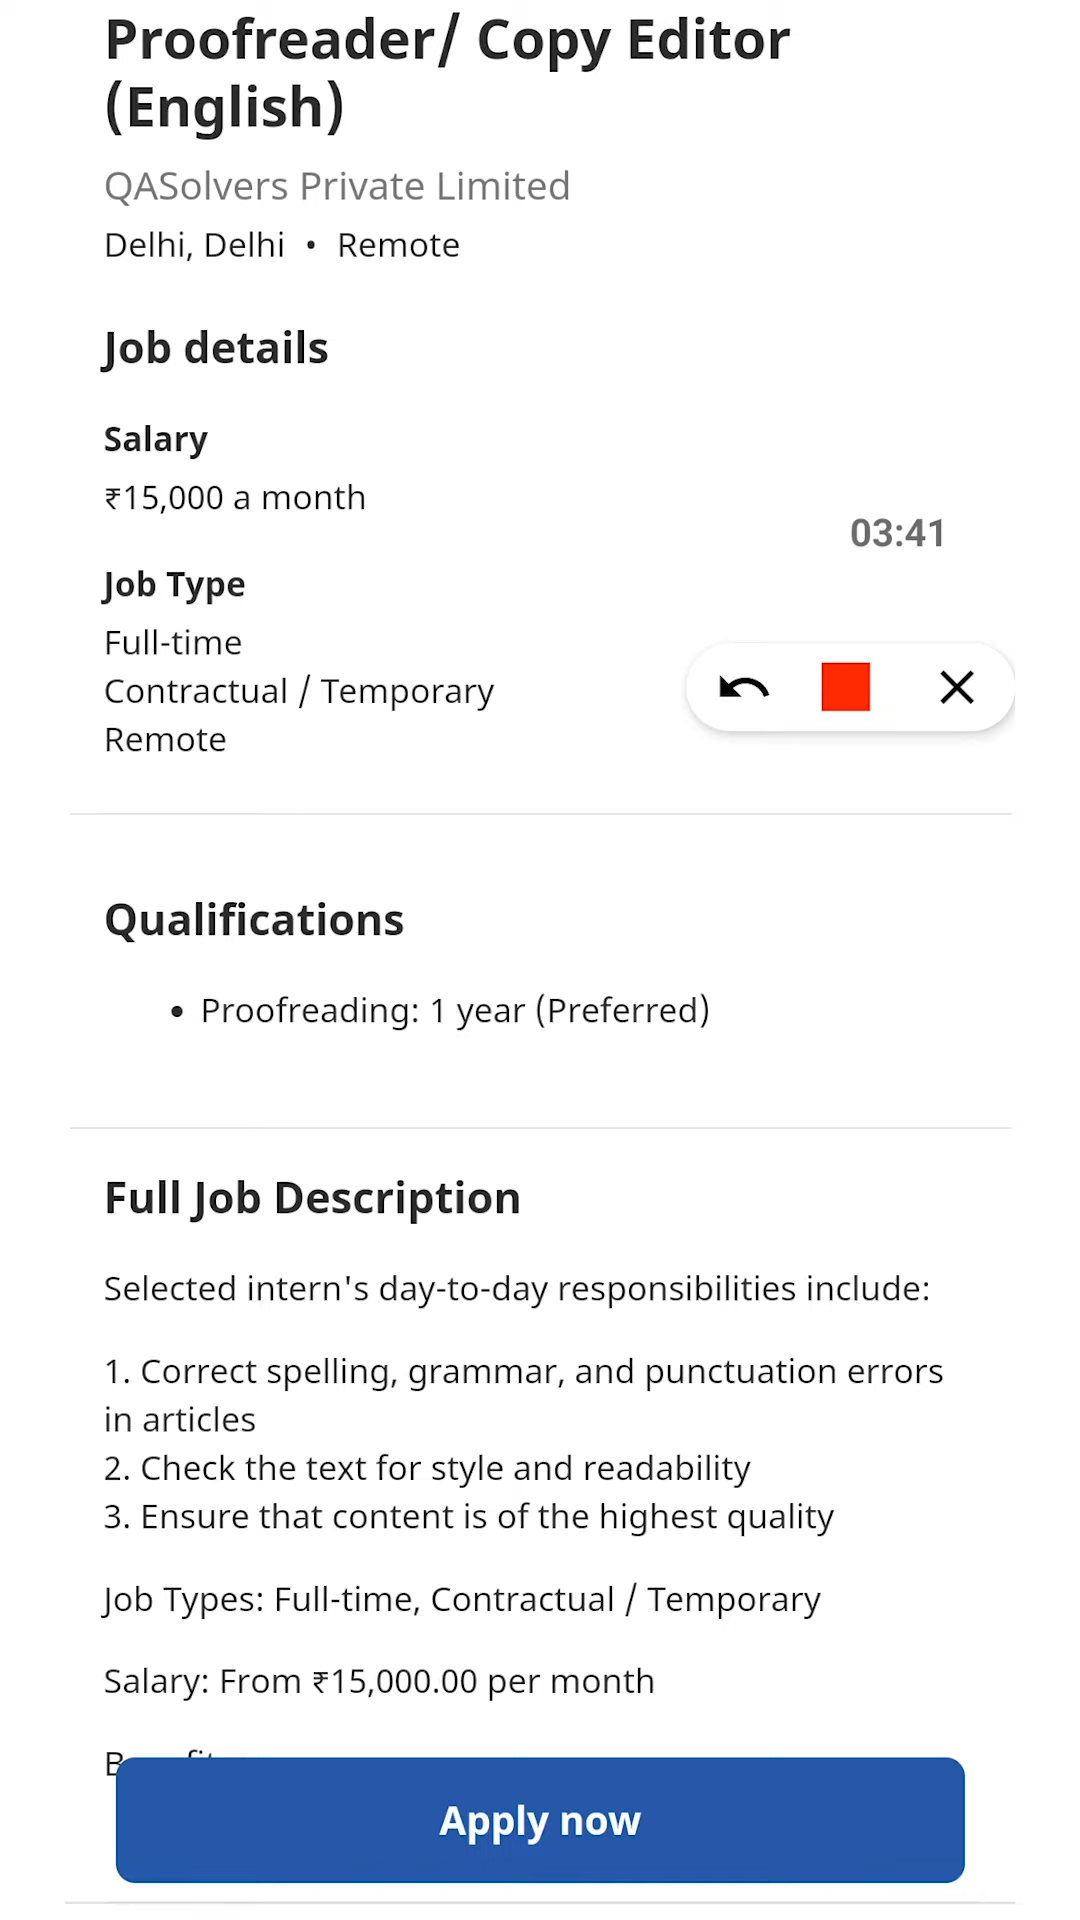 Proofreader/ Copy Editor
(English)
QASolvers Private Limited
Delhi, Delhi • Remote
Job details
Salary
₹15,000 a month
03:41
Job Type
Full-time
Contractual / Temporary
Remote
Qualifications
• Proofreading: 1 year (Preferred)
Full Job Description
Selected intern's day-to-day responsibilities include:
1. Correct spelling, grammar, and punctuation errors
in articles
2. Check the text for style and readability
3. Ensure that content is of the highest quality
Job Types: Full-time, Contractual / Temporary
Salary: From ₹15,000.00 per month
Apply now